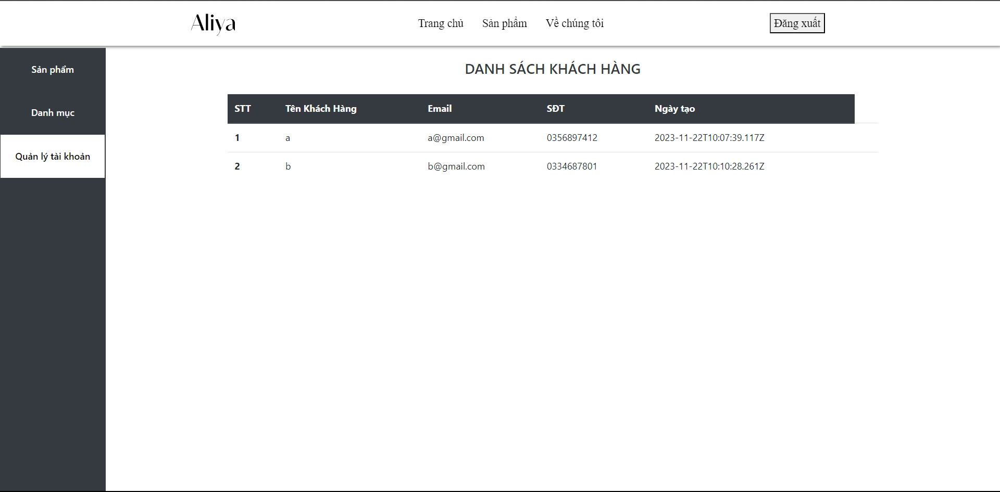 Aliya Trang chủ Sản phẩm Về chúng tôi Đăng xuất
Sản phẩm
Danh mục
Quản lý tài khoản
DANH SÁCH KHÁCH HÀNG
STT Tên Khách Hàng Email SĐT Ngày tạo
1 a a@gmail.com 0356897412 2023-11-22T10:07:39.117Z
2 b b@gmail.com 0334687801 2023-11-22T10:10:28.261Z